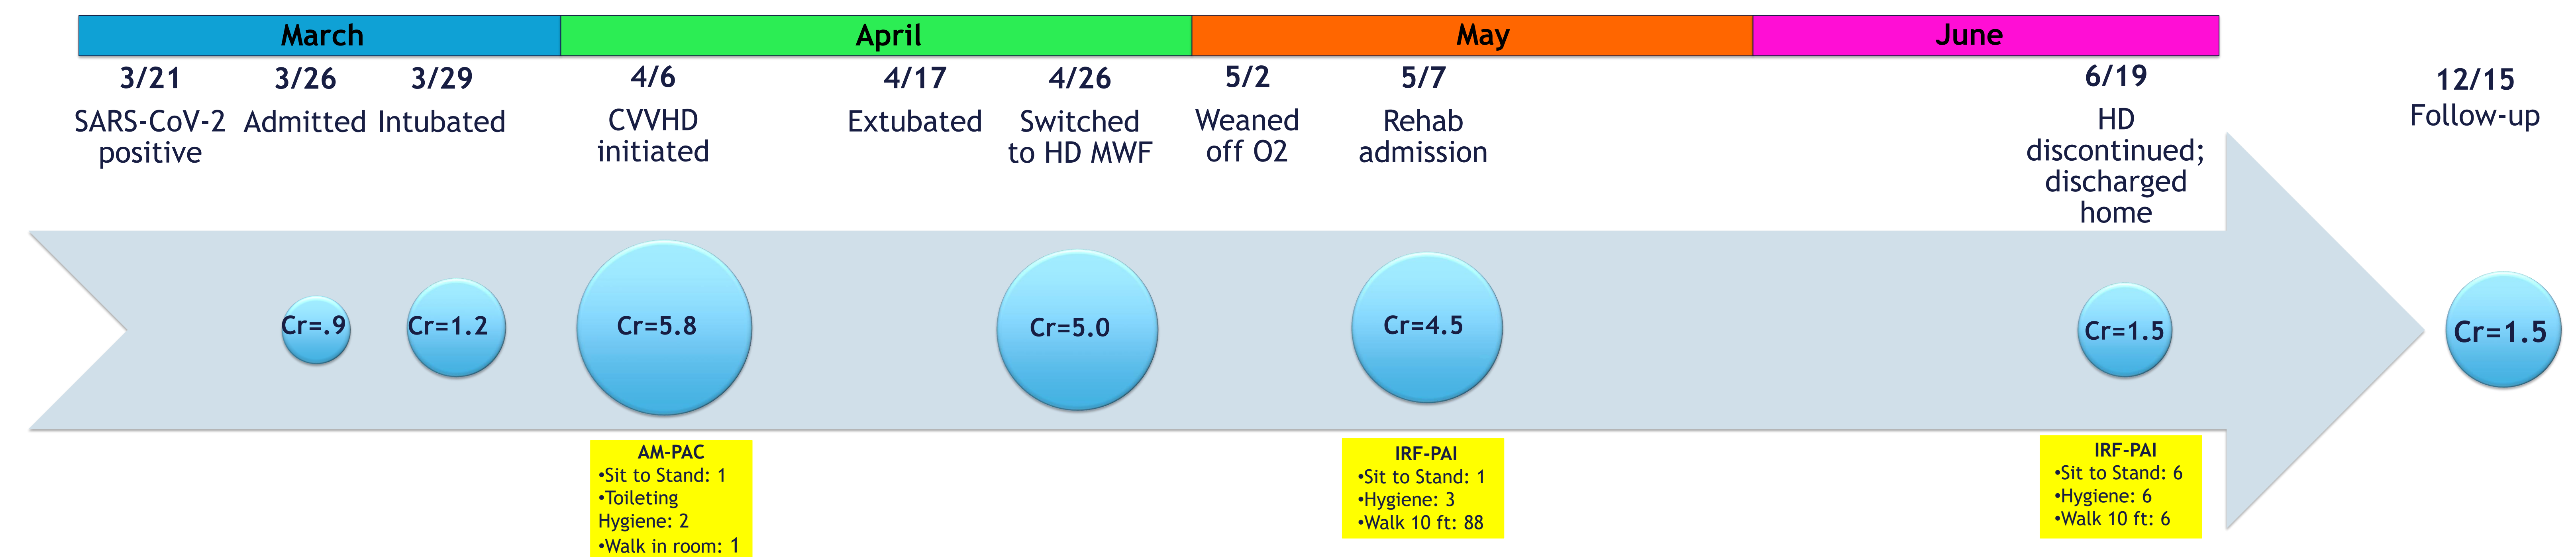 March
April
May
June
3/21
SARS-CoV-2
positive
3/26
Admitted
3/29
Intubated
4/6
CVVHD
initiated
4/17
Extubated
4/26
Switched
to HD MWF
5/2
Weaned
off O2
5/7
Rehab
admission
6/19
HD
discontinued;
discharged
home
12/15
Follow-up
Cr=.9
Cr=1.2
Cr=5.8
Cr=5.0
Cr=4.5
Cr=1.5
Cr=1.5
AM-PAC
•Sit to Stand: 1
•Toileting
Hygiene: 2
•Walk in room: 1
IRF-PAI
•Sit to Stand: 1
•Hygiene: 3
•Walk 10 ft: 88
IRF-PAI
•Sit to Stand: 6
•Hygiene: 6
•Walk 10 ft: 6